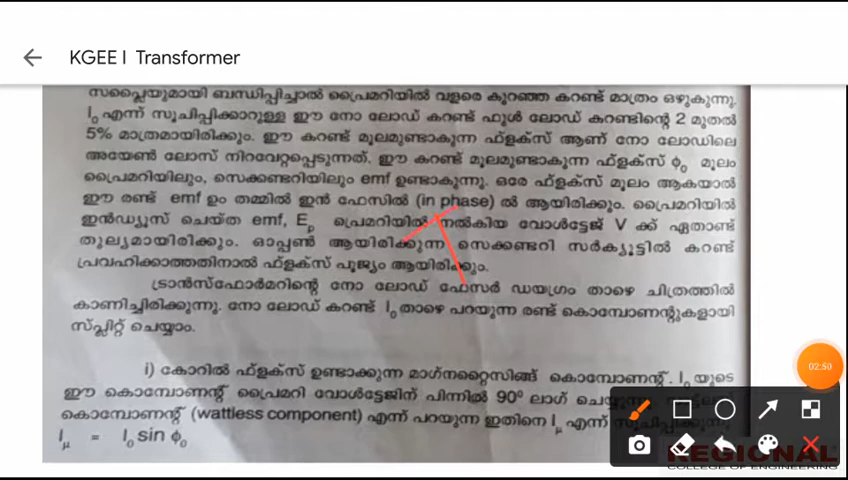 KGEE I Transformer
സപ്ലൈയുമായി ബന്ധിപ്പിച്ചാൽ പ്രൈമറിയിൽ വളരെ കുറഞ്ഞ കറണ്ട് മാത്രം ഒഴുകുന്നു.
I₀ എന്ന് സൂചിപ്പിക്കാറുള്ള ഈ നോ ലോഡ് കറണ്ട് ഫുൾ ലോഡ് കറണ്ടിന്റെ 2 മുതൽ
5% മാത്രമായിരിക്കും. ഈ കറണ്ട് മൂലമുണ്ടാകുന്ന ഫ്ളക്സ് ആണ് നോ ലോഡിലെ
അയേൺ ലോസ് നിറവേറ്റപ്പെടുന്നത്. ഈ കറണ്ട് മൂലമുണ്ടാകുന്ന ഫ്ളക്സ് ϕ₀ മൂലം
പ്രൈമറിയിലും, സെക്കണ്ടറിയിലും emf ഉണ്ടാകുന്നു. ഒരേ ഫ്ളക്സ് മൂലം ആകയാൽ
ഈ രണ്ട് emf ഉം തമ്മിൽ ഇൻ ഫേസിൽ (in phase) ൽ ആയിരിക്കും. പ്രൈമറിയിൽ
ഇൻഡ്യൂസ് ചെയ്ത emf, Eₚ പ്രൈമറിയിൽ നൽകിയ വോൾട്ടേജ് V ക്ക് ഏതാണ്ട്
തുല്യമായിരിക്കും. ഓപ്പൺ ആയിരിക്കുന്ന സെക്കണ്ടറി സർക്യൂട്ടിൽ കറണ്ട്
പ്രവഹിക്കാത്തതിനാൽ ഫ്ളക്സ് പൂജ്യം ആയിരിക്കും.
ട്രാൻസ്ഫോർമറിന്റെ നോ ലോഡ് ഫേസർ ഡയഗ്രം താഴെ ചിത്രത്തിൽ
കാണിച്ചിരിക്കുന്നു. നോ ലോഡ് കറണ്ട് I₀ താഴെ പറയുന്ന രണ്ട് കൊമ്പോണന്റുകളായി
സ്പ്ലിറ്റ് ചെയ്യാം.
i) കോറിൽ ഫ്ളക്സ് ഉണ്ടാക്കുന്ന മാഗ്നറ്റൈസിങ്ങ് കൊമ്പോണന്റ്. I₀ യുടെ
ഈ കൊമ്പോണന്റ് പ്രൈമറി വോൾട്ടേജിന് പിന്നിൽ 90° ലാഗ് ചെയ്യുന്നു.
കൊമ്പോണന്റ് (wattless component) എന്ന് പറയുന്ന ഇതിനെ Iμ എന്ന് സൂചിപ്പിക്കുന്നു.
Iμ = I₀ sin ϕ₀
02:50
REGIONAL
COLLEGE OF ENGINEERING